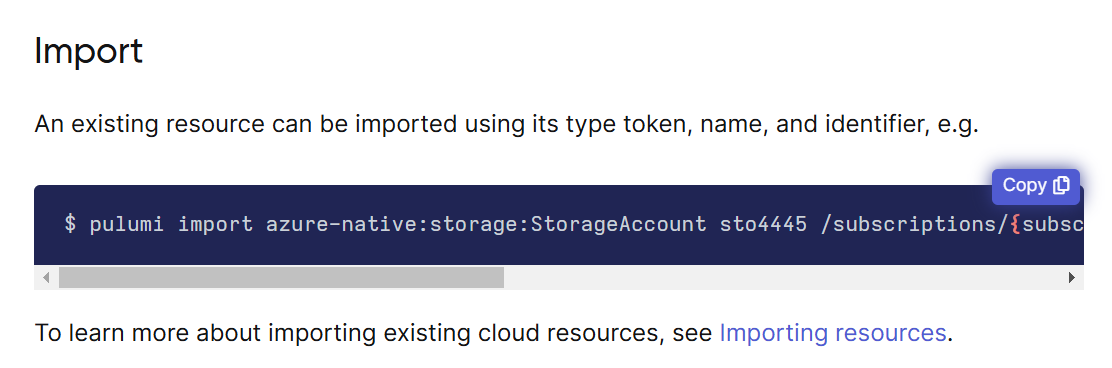 Import
An existing resource can be imported using its type token, name, and identifier, e.g.
Copy
$ pulumi import azure-native:storage:StorageAccount sto4445 /subscriptions/{subsc
To learn more about importing existing cloud resources, see Importing resources.